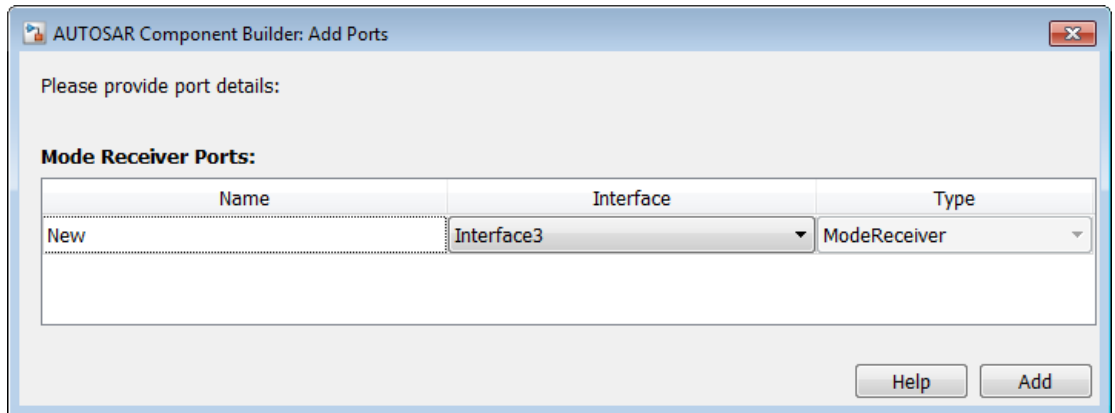 AUTOSAR Component Builder: Add Ports
Please provide port details:
Mode Receiver Ports:
Name Interface Type
New Interface3 ModeReceiver
Help Add